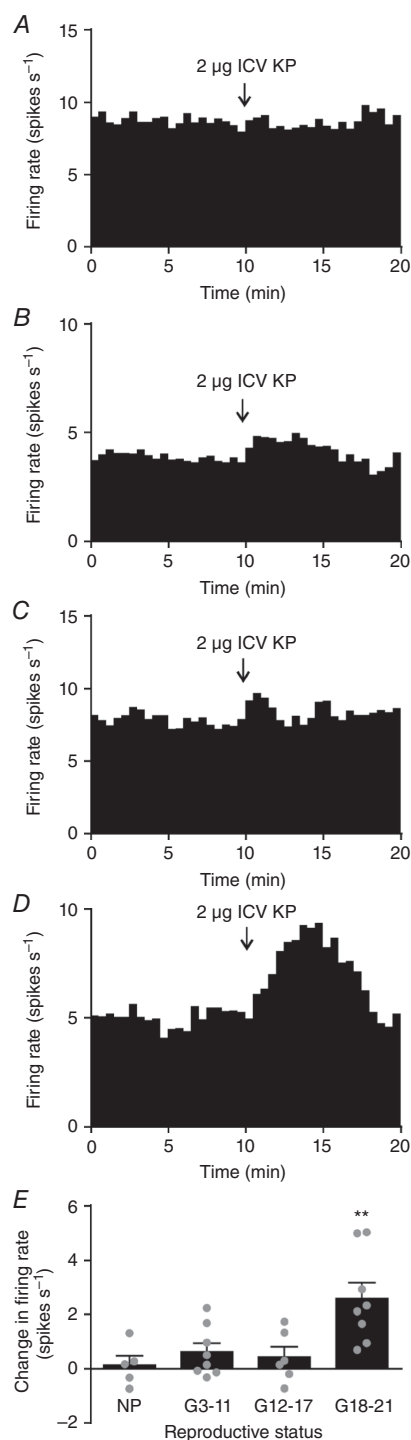 A
15
10
5
0
Firing rate (spikes s⁻¹)
2 µg ICV KP
0 5 10 15 20
Time (min)
B
10
5
0
Firing rate (spikes s⁻¹)
2 µg ICV KP
0 5 10 15 20
Time (min)
C
15
10
5
0
Firing rate (spikes s⁻¹)
2 µg ICV KP
0 5 10 15 20
Time (min)
D
10
5
0
Firing rate (spikes s⁻¹)
2 µg ICV KP
0 5 10 15 20
Time (min)
E
6
4
2
0
−2
Change in firing rate
(spikes s⁻¹)
**
NP G3-11 G12-17 G18-21
Reproductive status